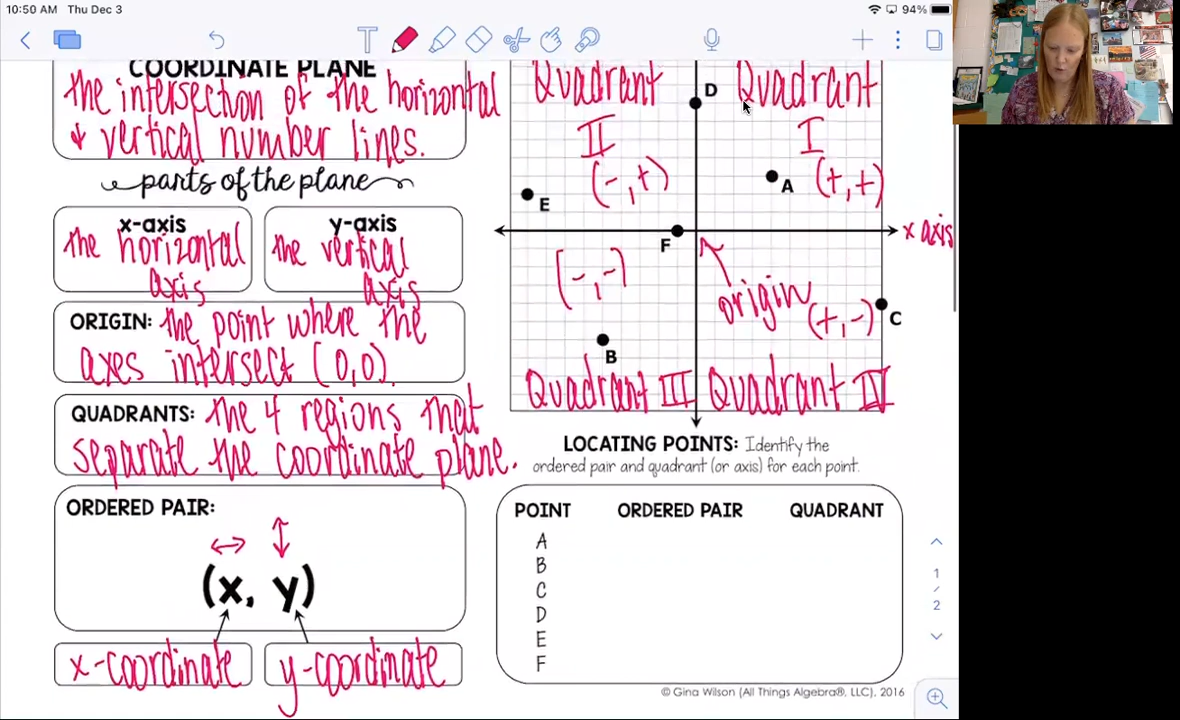 10:50 AM Thu Dec 3
94%
COORDINATE PLANE
the intersection of the horizontal
& vertical number lines.
parts of the plane
x-axis
the horizontal
axis
y-axis
the vertical
axis
ORIGIN: the point where the
axes intersect (0,0).
QUADRANTS: the 4 regions that
separate the coordinate plane.
ORDERED PAIR:
(x, y)
x-coordinate
y-coordinate
Quadrant
II
(-,+)
D
Quadrant
I
(+,+)
A
E
F
x axis
(-,-)
origin
(+,-)
C
B
Quadrant III
Quadrant IV
LOCATING POINTS: Identify the
ordered pair and quadrant (or axis) for each point.
POINT ORDERED PAIR QUADRANT
A
B
C
D
E
F
1
/
2
© Gina Wilson (All Things Algebra®, LLC), 2016